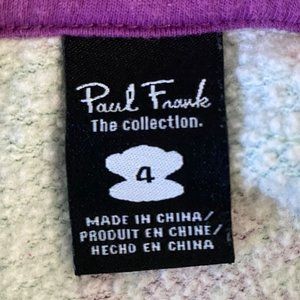 Paul Frank
The collection.
4
MADE IN CHINA/
PRODUIT EN CHINE/
HECHO EN CHINA